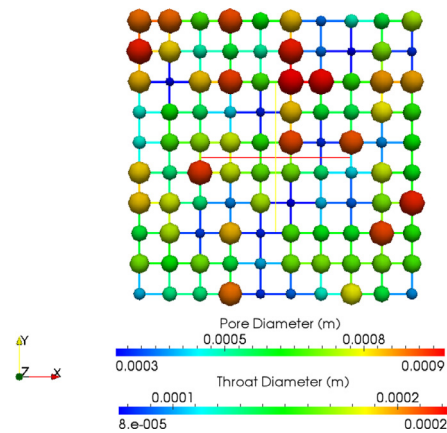 Pore Diameter (m)
0.0005 0.0008
0.0003 0.0009
Throat Diameter (m)
0.0001 0.0002
8.e-005 0.0002
Y
Z X